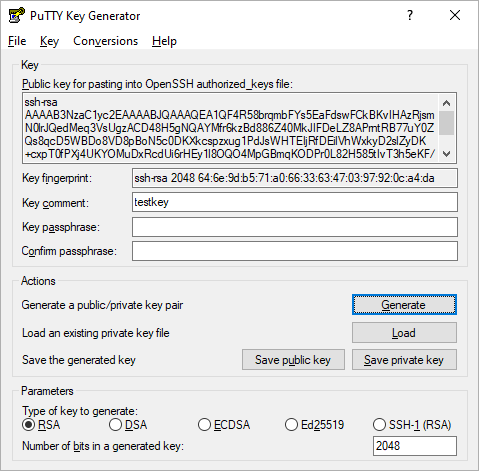 PuTTY Key Generator
?
File Key Conversions Help
Key
Public key for pasting into OpenSSH authorized_keys file:
ssh-rsa
AAAAB3NzaC1yc2EAAAABJQAAAQEA1QF4R58brqmbFYs5EaFdswFCkBKvIHAzRjsm
N0lrJQedMeq3VsUgzACD48H5gNQAYMfr6kzBd886Z40MkJIFDeLZ8APmtRB77uY0Z
Qs8qcD5WBDo8VD8pBoN5c0DKXkcspzxug1PdJsWHTEIjRfDEilVhWxkyD2slZyDK
+cxpT0fPXj4UKYOMuDxRcdUi6rHEy1I8OQO4MpGBmqKODPr0L82H585tIvT3h5eKF/
Key fingerprint: ssh-rsa 2048 64:6e:9d:b5:71:a0:66:33:63:47:03:97:92:0c:a4:da
Key comment: testkey
Key passphrase:
Confirm passphrase:
Actions
Generate a public/private key pair Generate
Load an existing private key file Load
Save the generated key Save public key Save private key
Parameters
Type of key to generate:
RSA DSA ECDSA Ed25519 SSH-1 (RSA)
Number of bits in a generated key: 2048